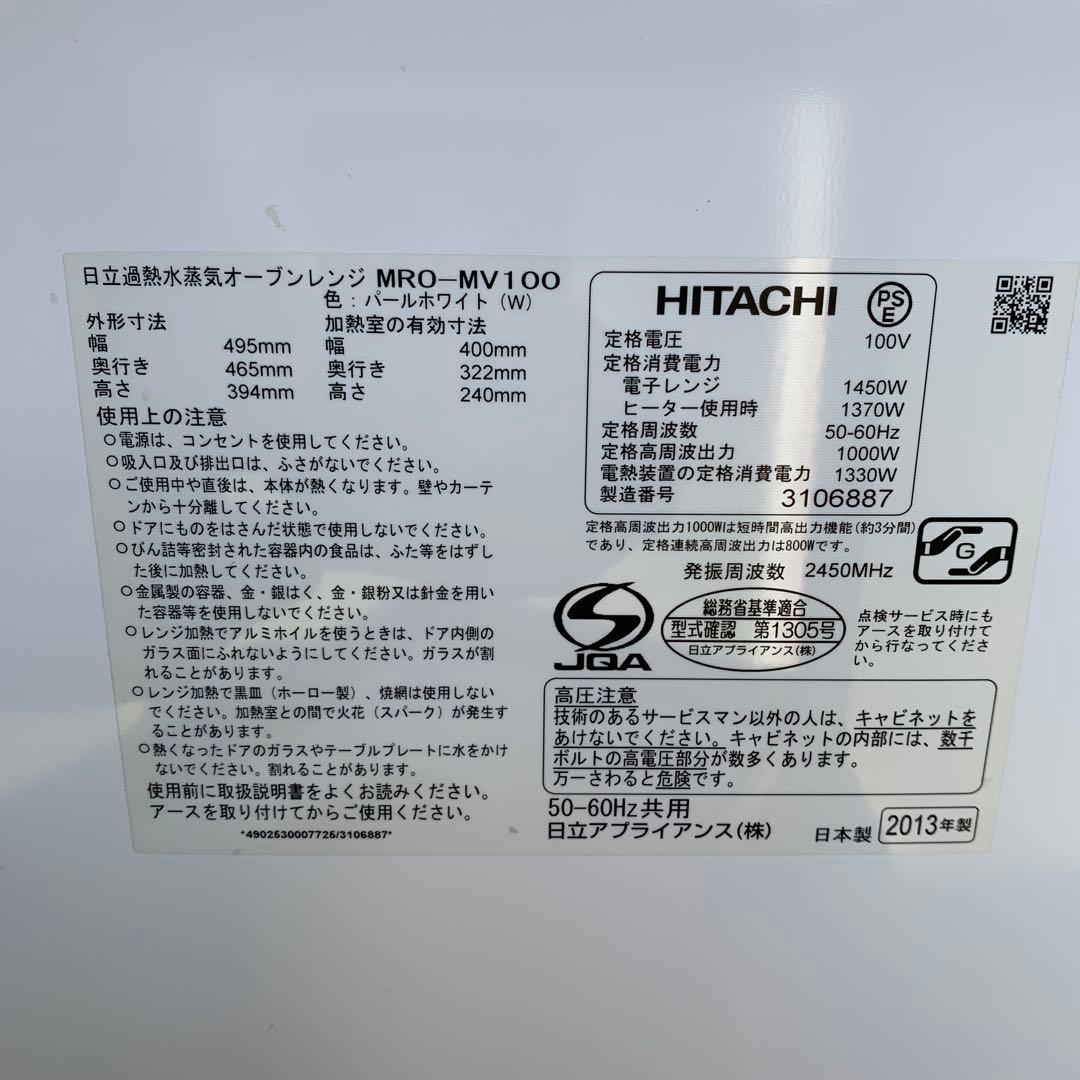 日立過熱水蒸気オーブンレンジ MRO-MV100
色：パールホワイト（W）
外形寸法
幅 495mm
奥行き 465mm
高さ 394mm
加熱室の有効寸法
幅 400mm
奥行き 322mm
高さ 240mm
使用上の注意
○電源は、コンセントを使用してください。
○吸入口及び排出口は、ふさがないでください。
○ご使用中や直後は、本体が熱くなります。壁やカーテ
ンから十分離してください。
○ドアにものをはさんだ状態で使用しないでください。
○びん詰等密封された容器内の食品は、ふた等をはずし
た後に加熱してください。
○金属製の容器、金・銀はく、金・銀粉又は針金を用い
た容器等を使用しないでください。
○レンジ加熱でアルミホイルを使うときは、ドア内側の
ガラス面にふれないようにしてください。ガラスが割
れることがあります。
○レンジ加熱で黒皿（ホーロー製）、焼網は使用しない
でください。加熱室との間で火花（スパーク）が発生す
ることがあります。
○熱くなったドアのガラスやテーブルプレートに水をかけ
ないでください。割れることがあります。
使用前に取扱説明書をよくお読みください。
アースを取り付けてからご使用ください。
*4902530007725/3106887*
HITACHI
PS
E
定格電圧 100V
定格消費電力
電子レンジ 1450W
ヒーター使用時 1370W
定格周波数 50-60Hz
定格高周波出力 1000W
電熱装置の定格消費電力 1330W
製造番号 3106887
定格高周波出力1000Wは短時間高出力機能(約3分間)
であり、定格連続高周波出力は800Wです。
発振周波数 2450MHz
G
JQA
総務省基準適合
型式確認 第1305号
日立アプライアンス(株)
点検サービス時にも
アースを取り付けて
から行なってくださ
い。
高圧注意
技術のあるサービスマン以外の人は、キャビネットを
あけないでください。キャビネットの内部には、数千
ボルトの高電圧部分が数多くあります。
万一さわると危険です。
50-60Hz共用
日立アプライアンス(株)
日本製
2013年製